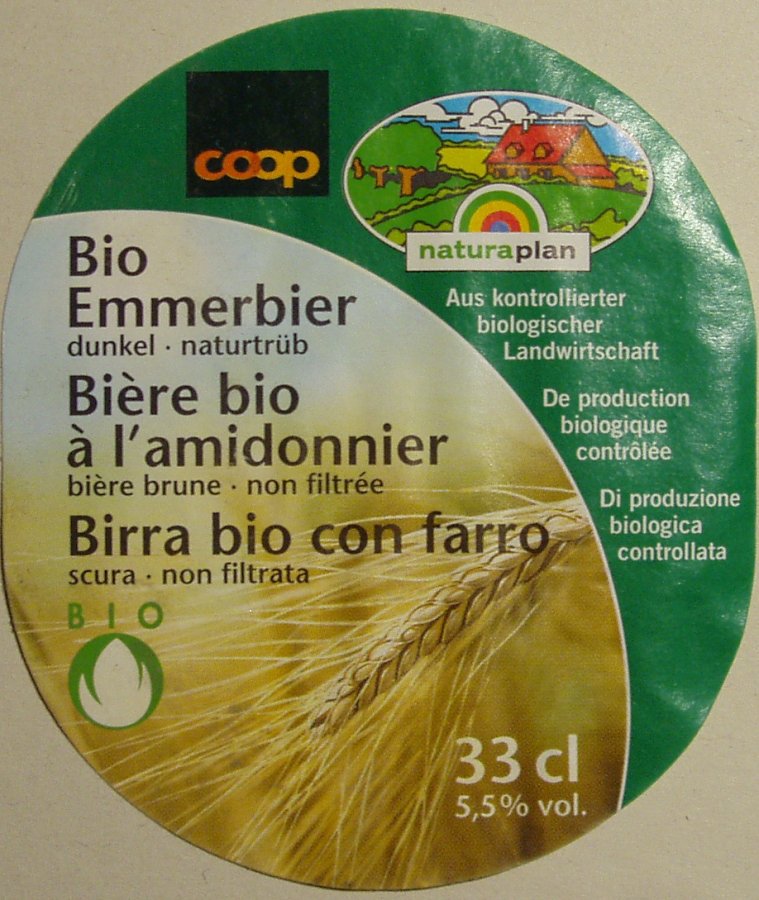 coop
naturaplan
Bio
Emmerbier
dunkel · naturtrüb
Bière bio
à l'amidonnier
bière brune · non filtrée
Birra bio con farro
scura · non filtrata
BIO
Aus kontrollierter
biologischer
Landwirtschaft
De production
biologique
contrôlée
Di produzione
biologica
controllata
33 cl
5,5% vol.